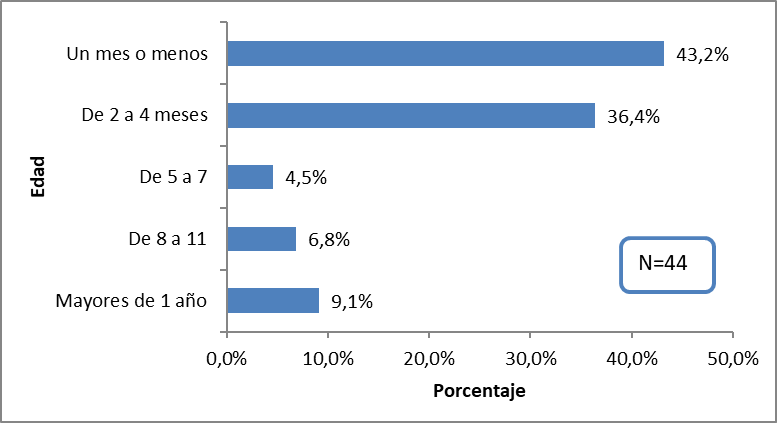 Un mes o menos 43,2%
De 2 a 4 meses 36,4%
De 5 a 7 4,5%
De 8 a 11 6,8%
Mayores de 1 año 9,1%
Edad
N=44
0,0% 10,0% 20,0% 30,0% 40,0% 50,0%
Porcentaje